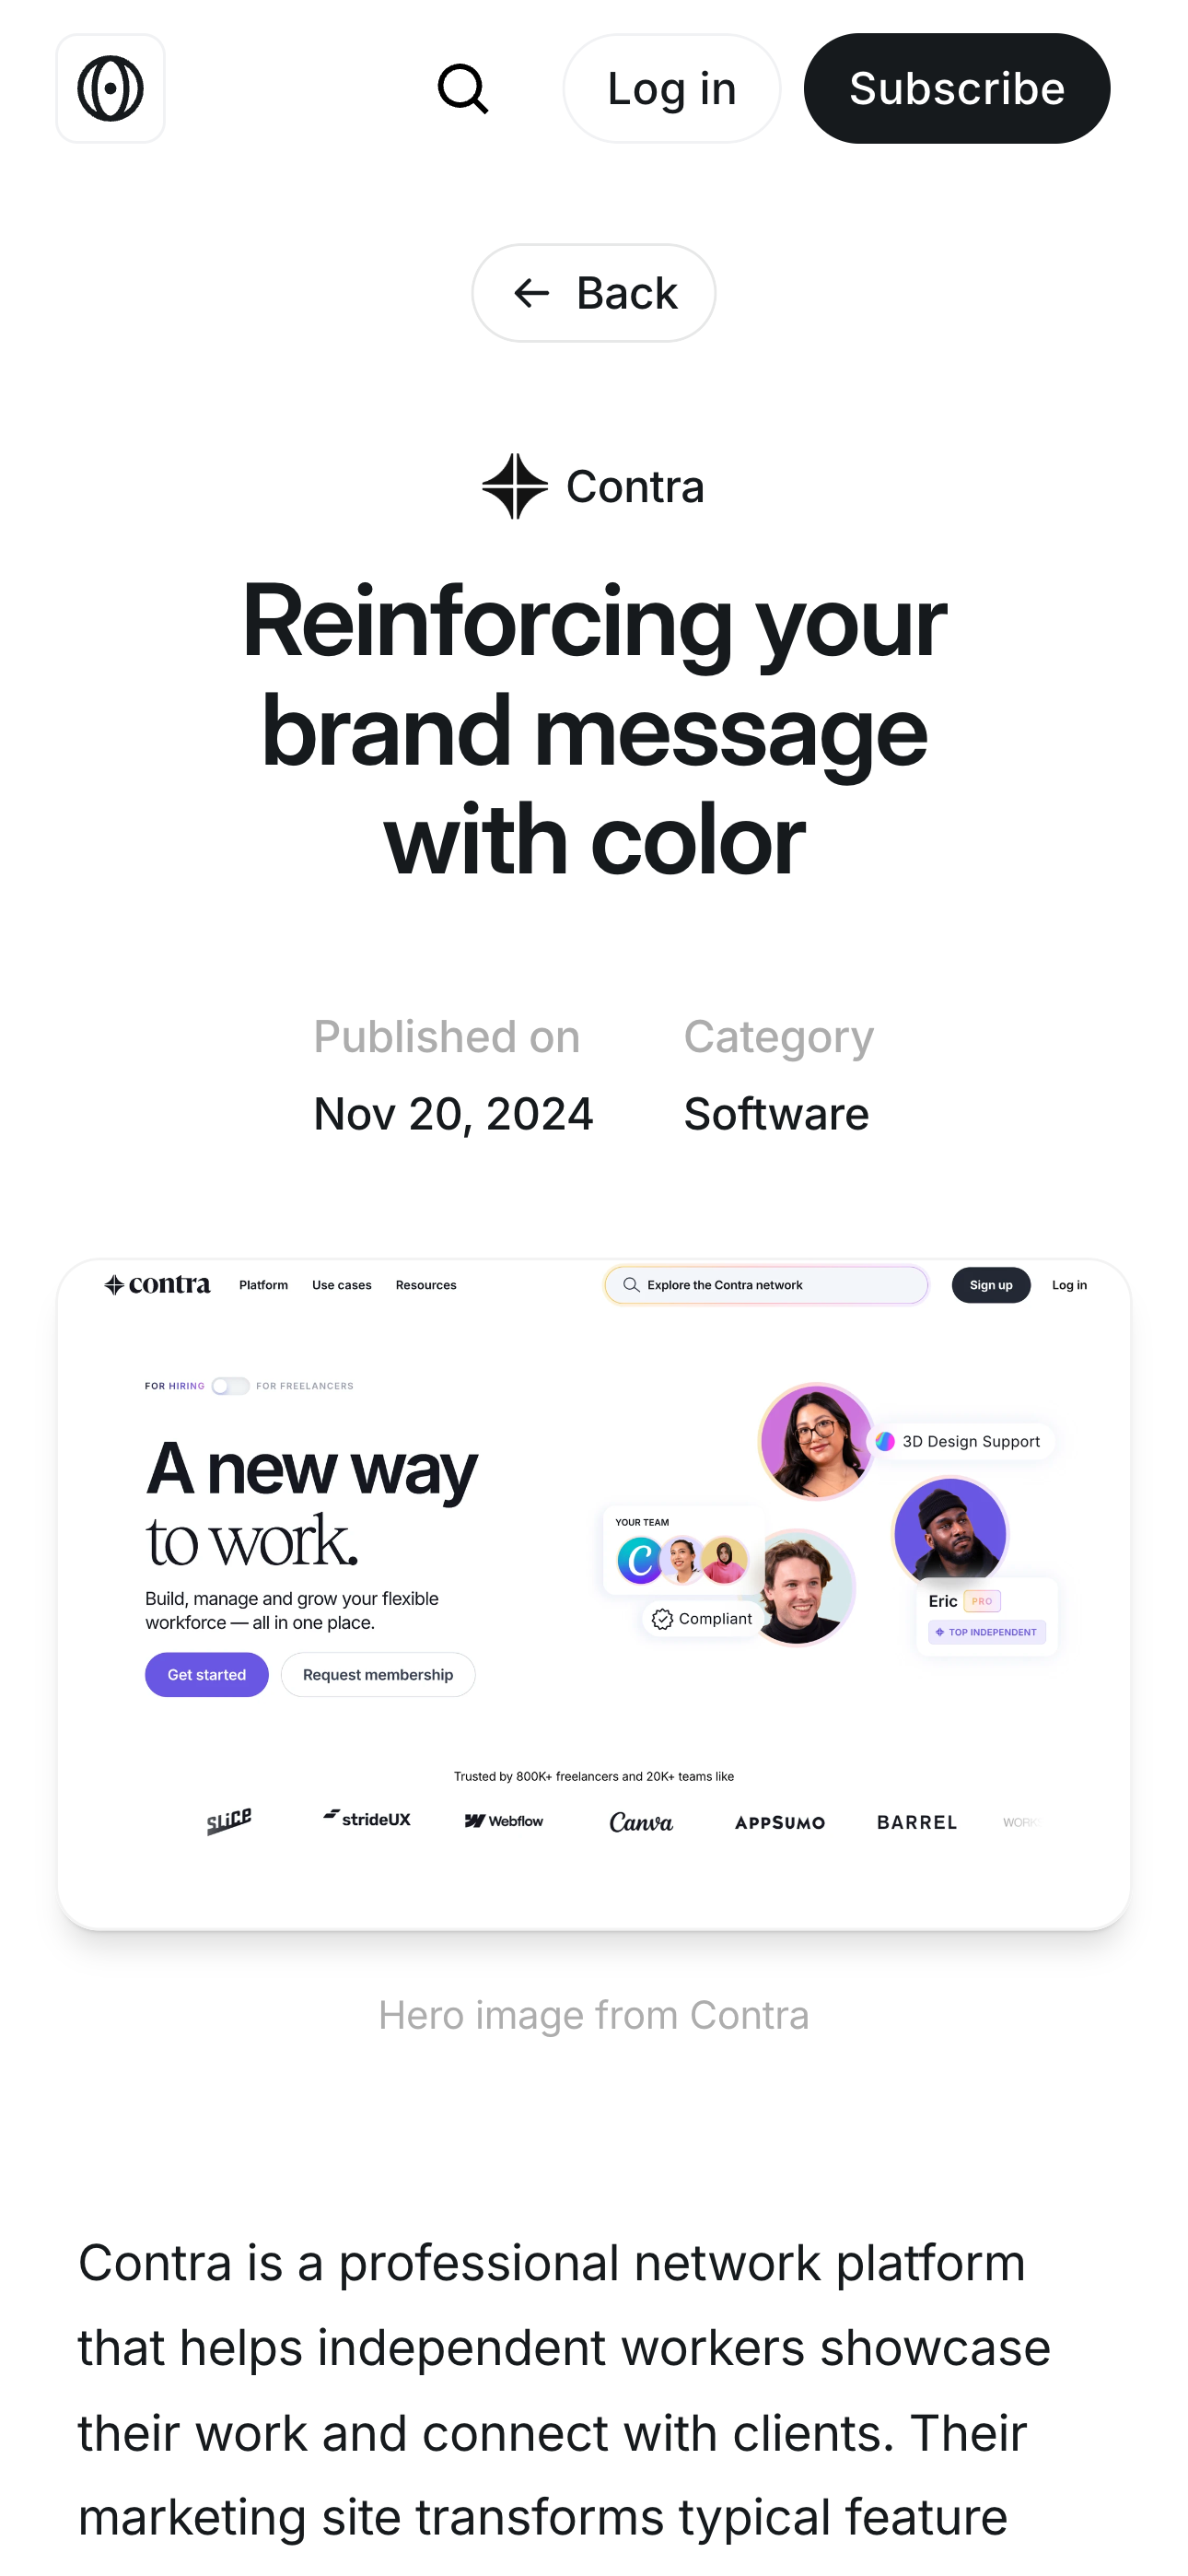 Log in
Subscribe
← Back
Contra
Reinforcing your
brand message
with color
Published on
Category
Nov 20, 2024
Software
contra
Platform
Use cases
Resources
Explore the Contra network
Sign up
Log in
FOR HIRING
FOR FREELANCERS
A new way
to work.
Build, manage and grow your flexible
workforce — all in one place.
Get started
Request membership
3D Design Support
YOUR TEAM
C
Compliant
Eric PRO
TOP INDEPENDENT
Trusted by 800K+ freelancers and 20K+ teams like
SLiCE
strideUX
Webflow
Canva
APPSUMO
BARREL
Hero image from Contra
Contra is a professional network platform
that helps independent workers showcase
their work and connect with clients. Their
marketing site transforms typical feature